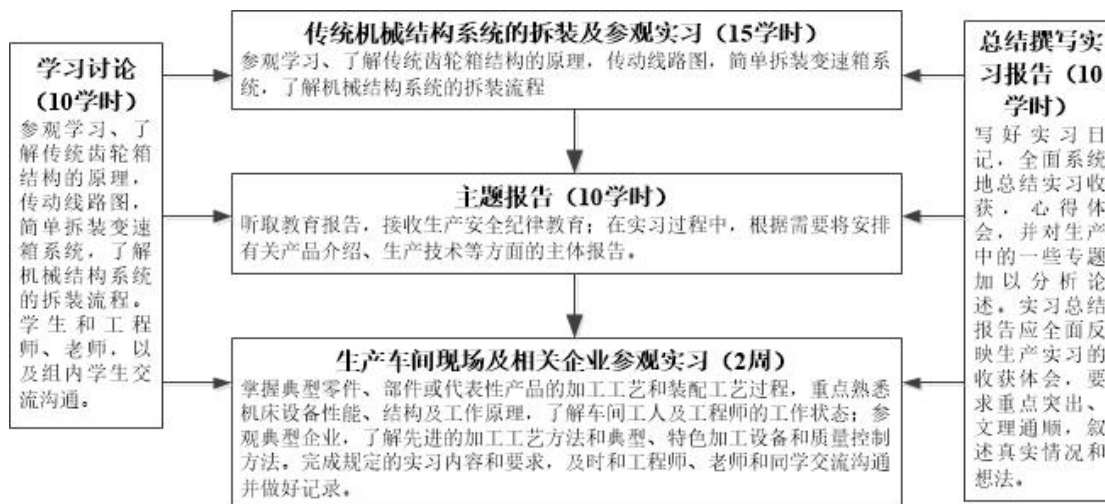 学习讨论
（10学时）
参观学习、了
解传统齿轮箱
结构的原理，
传动线路图，
简单拆装变速
箱系统，了解
机械结构系统
的拆装流程。
学生和工程
师、老师，以
及组内学生交
流沟通。
传统机械结构系统的拆装及参观实习（15学时）
参观学习、了解传统齿轮箱结构的原理，传动线路图，简单拆装变速箱系
统，了解机械结构系统的拆装流程
主题报告（10学时）
听取教育报告，接收生产安全纪律教育；在实习过程中，根据需要将安排
有关产品介绍、生产技术等方面的主体报告。
生产车间现场及相关企业参观实习（2周）
掌握典型零件、部件或代表性产品的加工工艺和装配工艺过程，重点熟悉
机床设备性能、结构及工作原理，了解车间工人及工程师的工作状态；参
观典型企业，了解先进的加工工艺方法和典型、特色加工设备和质量控制
方法。完成规定的实习内容和要求，及时和工程师、老师和同学交流沟通
并做好记录。
总结撰写实
习报告（10
学时）
写好实习日
记，全面系统
地总结实习收
获，心得体
会，并对生产
中的一些专题
加以分析论
述。实习总结
报告应全面反
映生产实习的
收获体会，要
求重点突出、
文理通顺，叙
述真实情况和
想法。